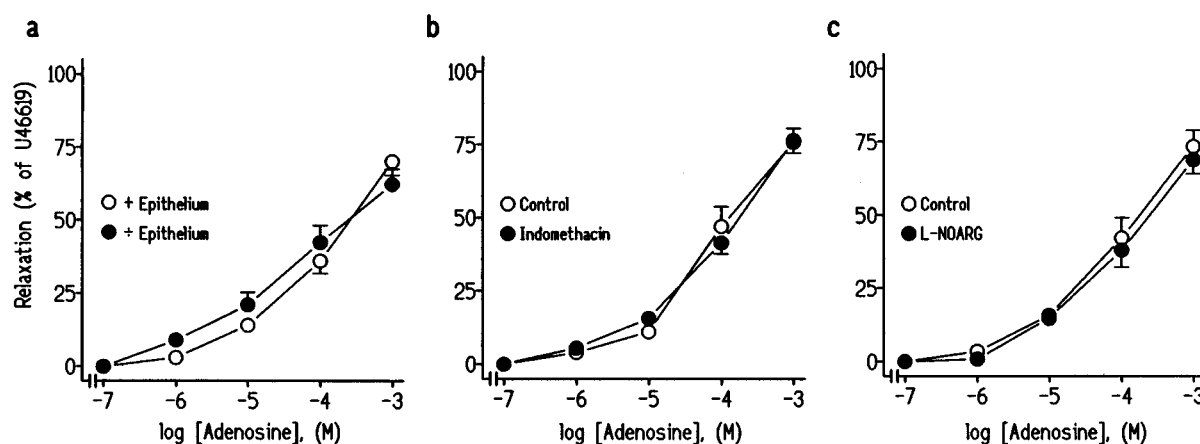 a
Relaxation (% of U46619)
100
75
50
25
0
+ Epithelium
÷ Epithelium
-7 -6 -5 -4 -3
log [Adenosine], (M)
b
100
75
50
25
0
Control
Indomethacin
-7 -6 -5 -4 -3
log [Adenosine], (M)
c
100
75
50
25
0
Control
L-NOARG
-7 -6 -5 -4 -3
log [Adenosine], (M)